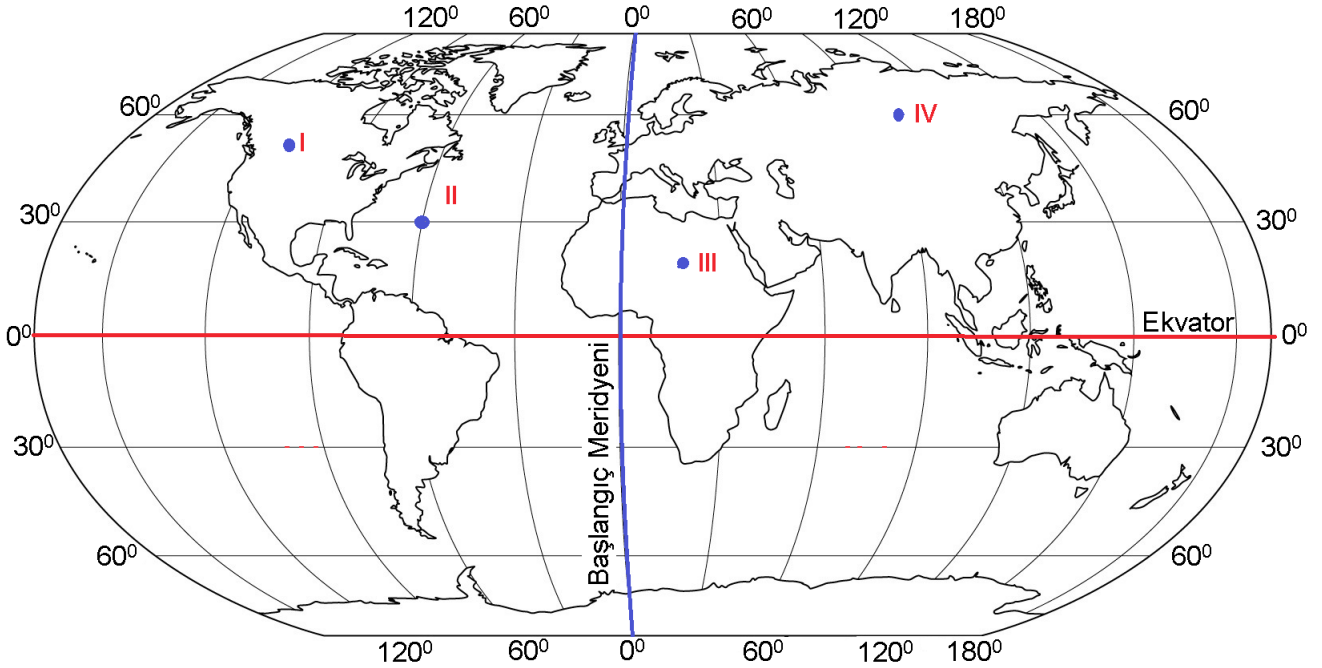 120⁰ 60⁰ 0⁰ 60⁰ 120⁰ 180⁰
60⁰ 60⁰
I
IV
II
30⁰ 30⁰
III
Ekvator
0⁰ 0⁰
Başlangıç Meridyeni
30⁰ 30⁰
60⁰ 60⁰
120⁰ 60⁰ 0⁰ 60⁰ 120⁰ 180⁰